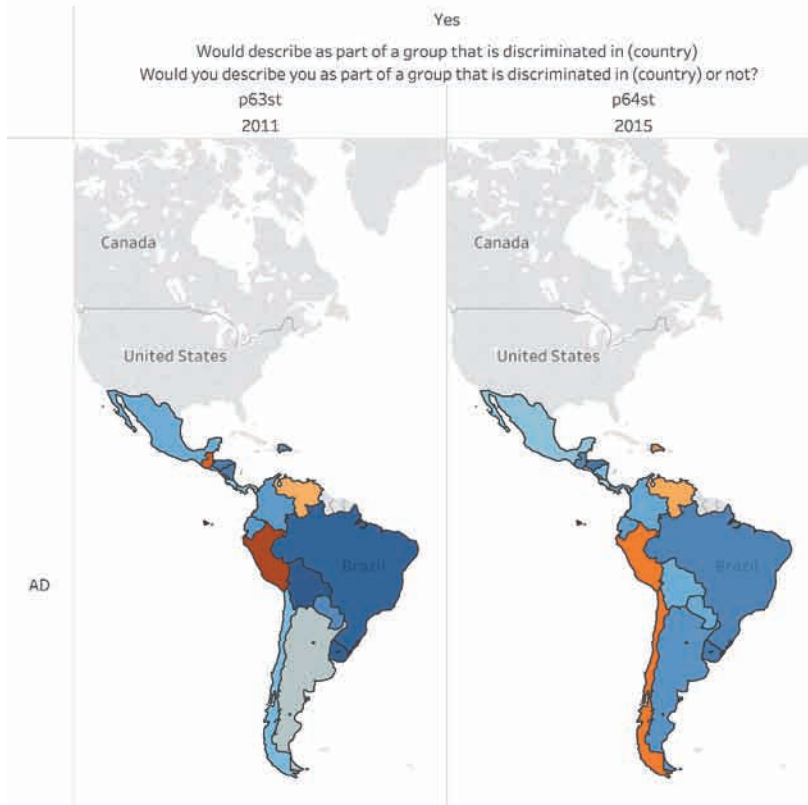 Yes
Would describe as part of a group that is discriminated in (country)
Would you describe you as part of a group that is discriminated in (country) or not?
p63st
p64st
2011
2015
Canada
Canada
United States
United States
Brazil
Brazil
AD